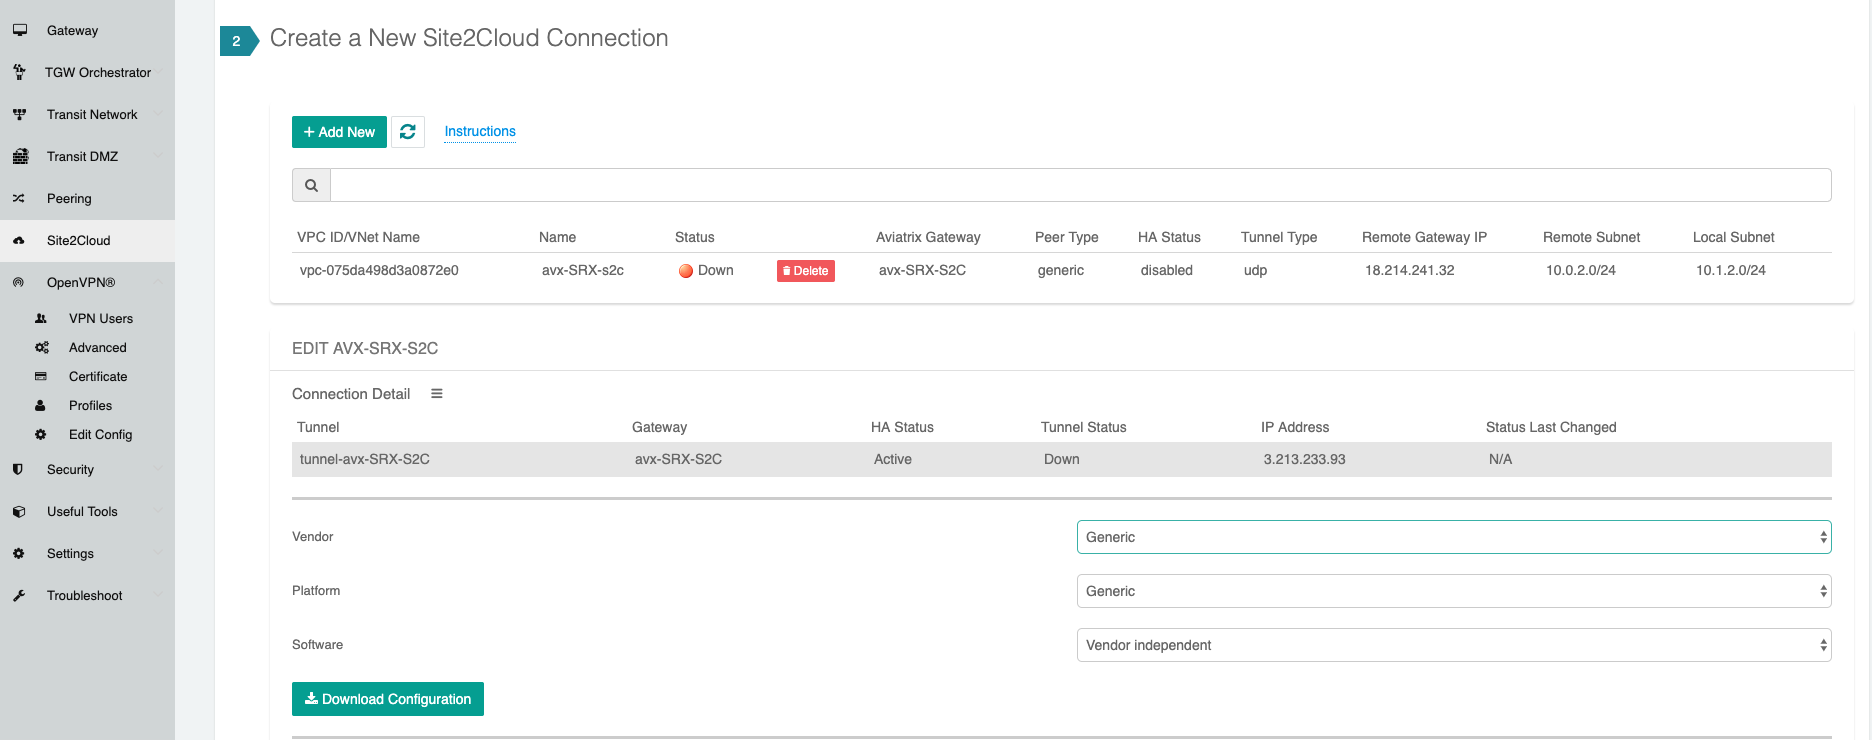 Gateway
TGW Orchestrator
Transit Network
Transit DMZ
Peering
Site2Cloud
OpenVPN®
VPN Users
Advanced
Certificate
Profiles
Edit Config
Security
Useful Tools
Settings
Troubleshoot
2 Create a New Site2Cloud Connection
+ Add New Instructions
VPC ID/VNet Name Name Status Aviatrix Gateway Peer Type HA Status Tunnel Type Remote Gateway IP Remote Subnet Local Subnet
vpc-075da498d3a0872e0 avx-SRX-s2c Down Delete avx-SRX-S2C generic disabled udp 18.214.241.32 10.0.2.0/24 10.1.2.0/24
EDIT AVX-SRX-S2C
Connection Detail
Tunnel Gateway HA Status Tunnel Status IP Address Status Last Changed
tunnel-avx-SRX-S2C avx-SRX-S2C Active Down 3.213.233.93 N/A
Vendor Generic
Platform Generic
Software Vendor independent
Download Configuration